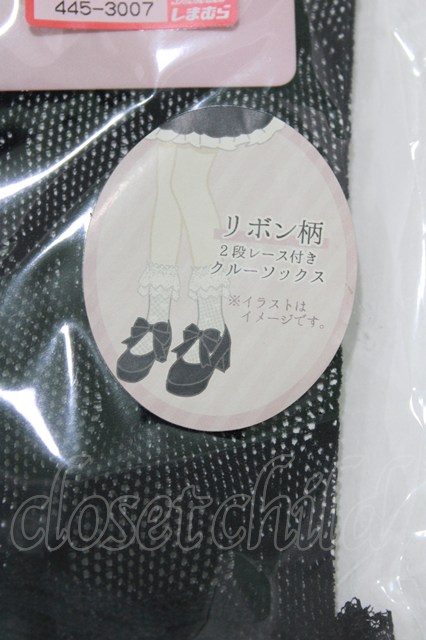 445-3007
しまむら
リボン柄
2段レース付き
クルーソックス
※イラストは
イメージです。
closet child